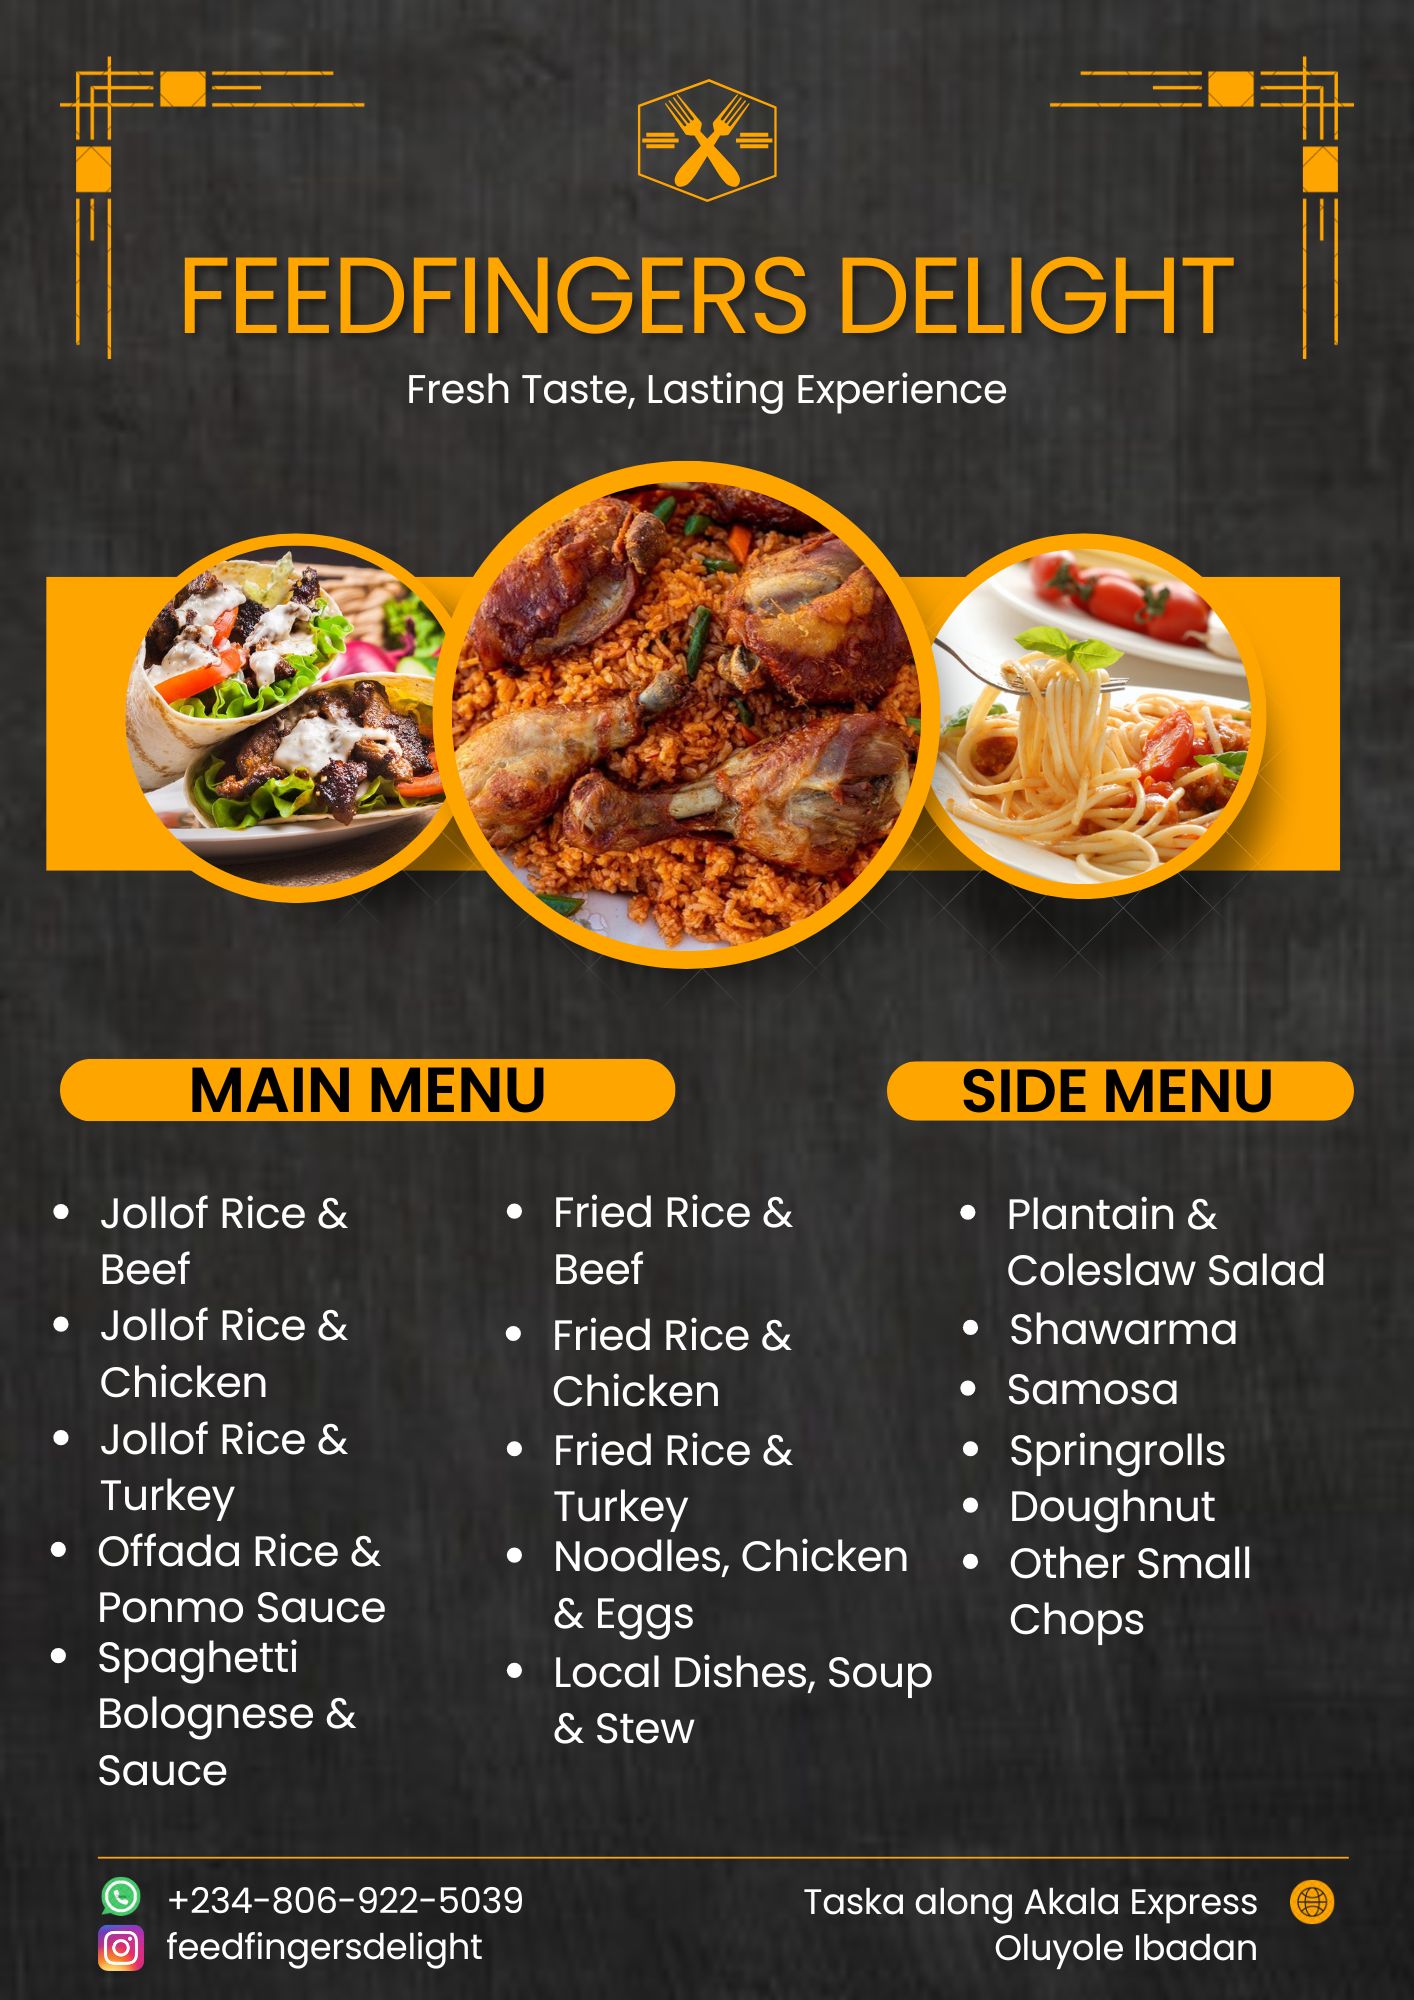 FEEDFINGERS DELIGHT
Fresh Taste, Lasting Experience
MAIN MENU
Jollof Rice &
Beef
Jollof Rice &
Chicken
Jollof Rice &
Turkey
Offada Rice &
Ponmo Sauce
Spaghetti
Bolognese &
Sauce
Fried Rice &
Beef
Fried Rice &
Chicken
Fried Rice &
Turkey
Noodles, Chicken
& Eggs
Local Dishes, Soup
& Stew
SIDE MENU
Plantain &
Coleslaw Salad
Shawarma
Samosa
Springrolls
Doughnut
Other Small
Chops
+234-806-922-5039
feedfingersdelight
Taska along Akala Express
Oluyole Ibadan